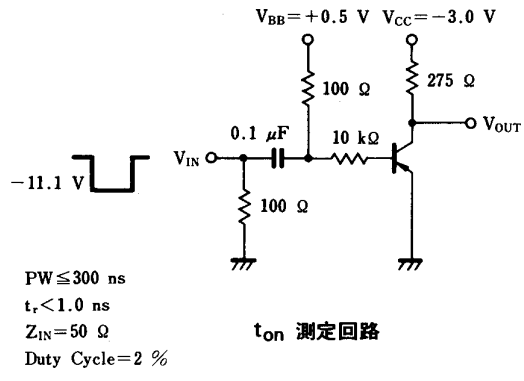 V_BB=+0.5 V V_CC=−3.0 V
100 Ω
275 Ω
V_OUT
0.1 μF
10 kΩ
V_IN
−11.1 V
100 Ω
PW≦300 ns
t_r<1.0 ns
Z_IN=50 Ω
Duty Cycle=2 %
t_on 測定回路